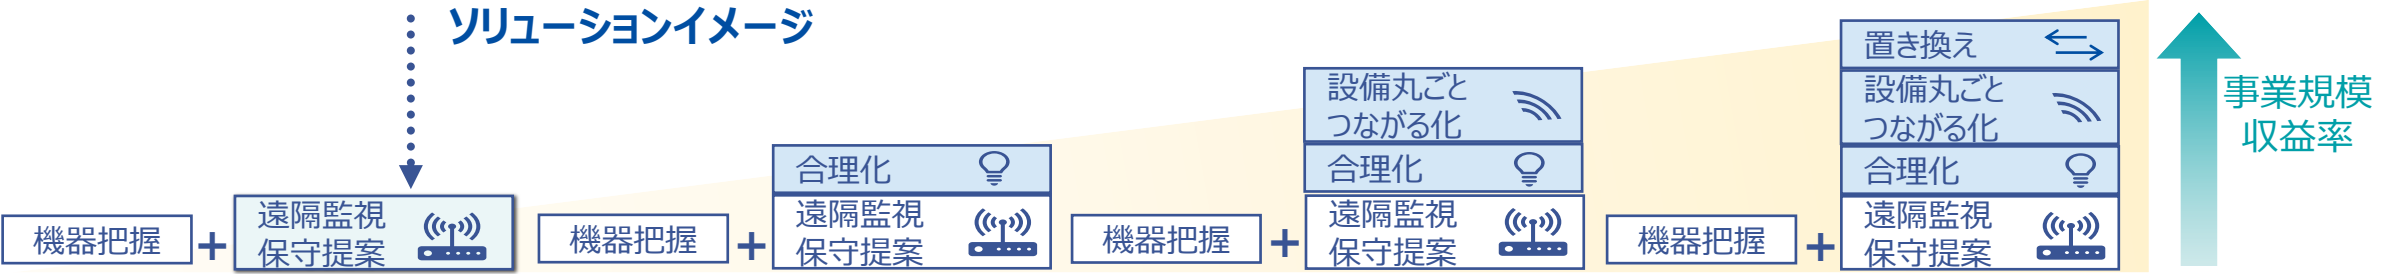 ソリューションイメージ
機器把握
+
遠隔監視
保守提案
機器把握
+
合理化
遠隔監視
保守提案
機器把握
+
設備丸ごと
つながる化
合理化
遠隔監視
保守提案
機器把握
+
置き換え
設備丸ごと
つながる化
合理化
遠隔監視
保守提案
事業規模
収益率